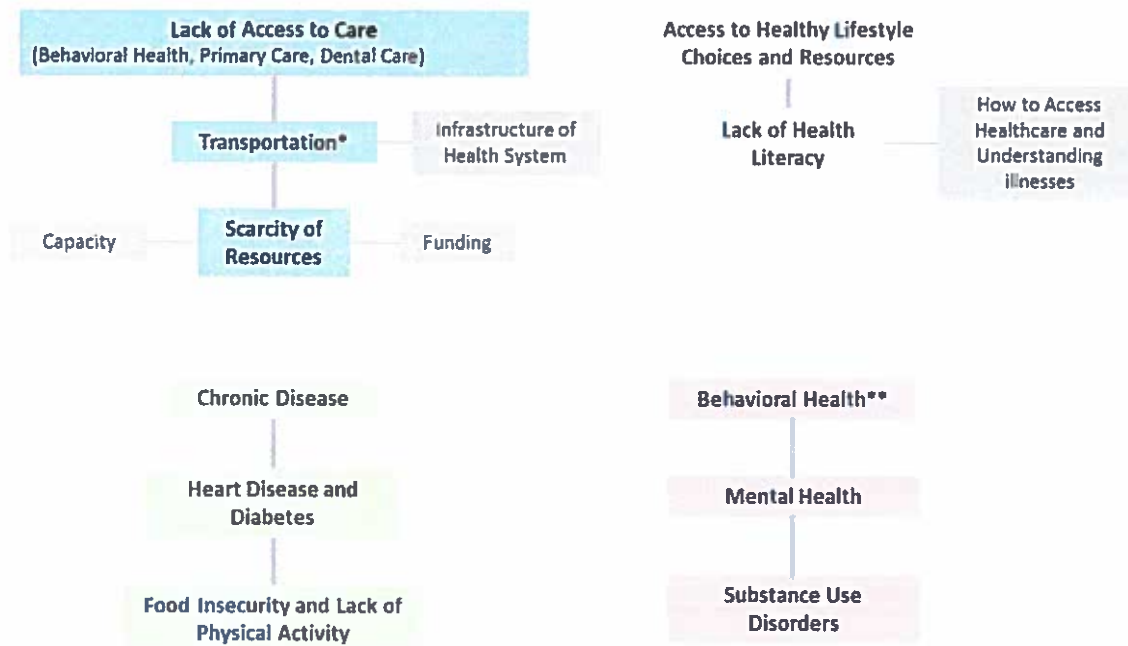 Lack of Access to Care
(Behavioral Health, Primary Care, Dental Care)
Transportation*
Infrastructure of
Health System
Capacity
Scarcity of
Resources
Funding
Access to Healthy Lifestyle
Choices and Resources
Lack of Health
Literacy
How to Access
Healthcare and
Understanding
illnesses
Chronic Disease
Heart Disease and
Diabetes
Food Insecurity and Lack of
Physical Activity
Behavioral Health**
Mental Health
Substance Use
Disorders